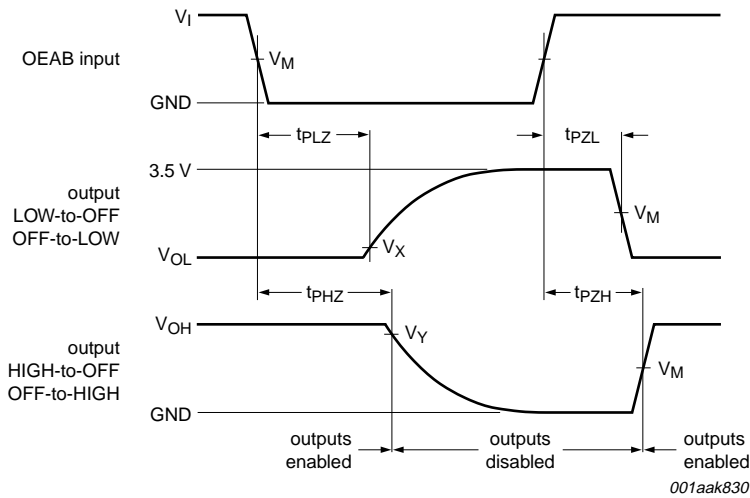 V_I
OEAB input
V_M
GND
t_PLZ
t_PZL
3.5 V
output
LOW-to-OFF
OFF-to-LOW
V_M
V_OL
V_X
t_PHZ
t_PZH
V_OH
V_Y
output
HIGH-to-OFF
OFF-to-HIGH
V_M
GND
outputs
enabled
outputs
disabled
outputs
enabled
001aak830